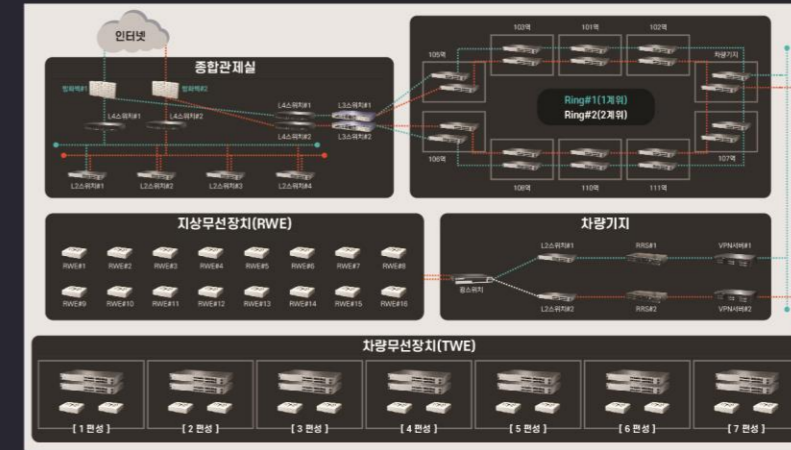 인터넷
종합관제실
방화벽#1
방화벽#2
L4스위치#1
L4스위치#2
L4스위치#1
L4스위치#2
L3스위치#1
L3스위치#2
L2스위치#1
L2스위치#2
L2스위치#3
L2스위치#4
103역
101역
102역
105역
차량기지
Ring#1(1계위)
Ring#2(2계위)
106역
107역
108역
110역
111역
지상무선장치(RWE)
RWE#1
RWE#2
RWE#3
RWE#4
RWE#5
RWE#6
RWE#7
RWE#8
RWE#9
RWE#10
RWE#11
RWE#12
RWE#13
RWE#14
RWE#15
RWE#16
차량기지
L2스위치#1
RRS#1
VPN서버#1
L2스위치#2
RRS#2
VPN서버#2
차량무선장치(TWE)
[ 1 편성 ]
[ 2 편성 ]
[ 3 편성 ]
[ 4 편성 ]
[ 5 편성 ]
[ 6 편성 ]
[ 7 편성 ]